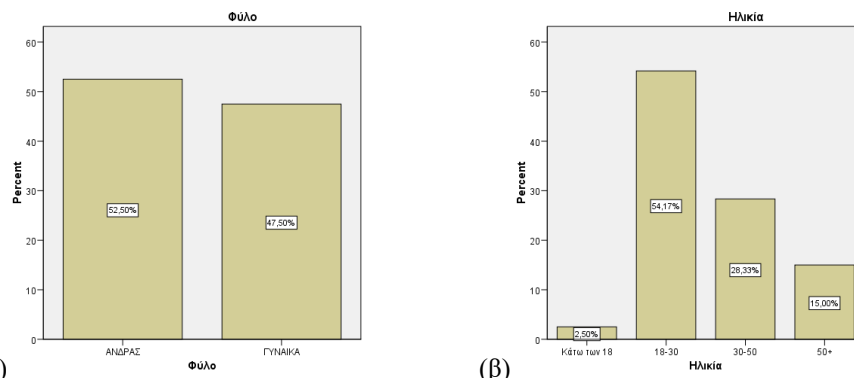 Φύλο
60
50
40
30
20
10
0
Percent
52,50%
47,50%
ΑΝΔΡΑΣ
ΓΥΝΑΙΚΑ
Φύλο
)
(β)
Ηλικία
60
50
40
30
20
10
0
Percent
2,50%
54,17%
28,33%
15,00%
Κάτω των 18
18-30
30-50
50+
Ηλικία